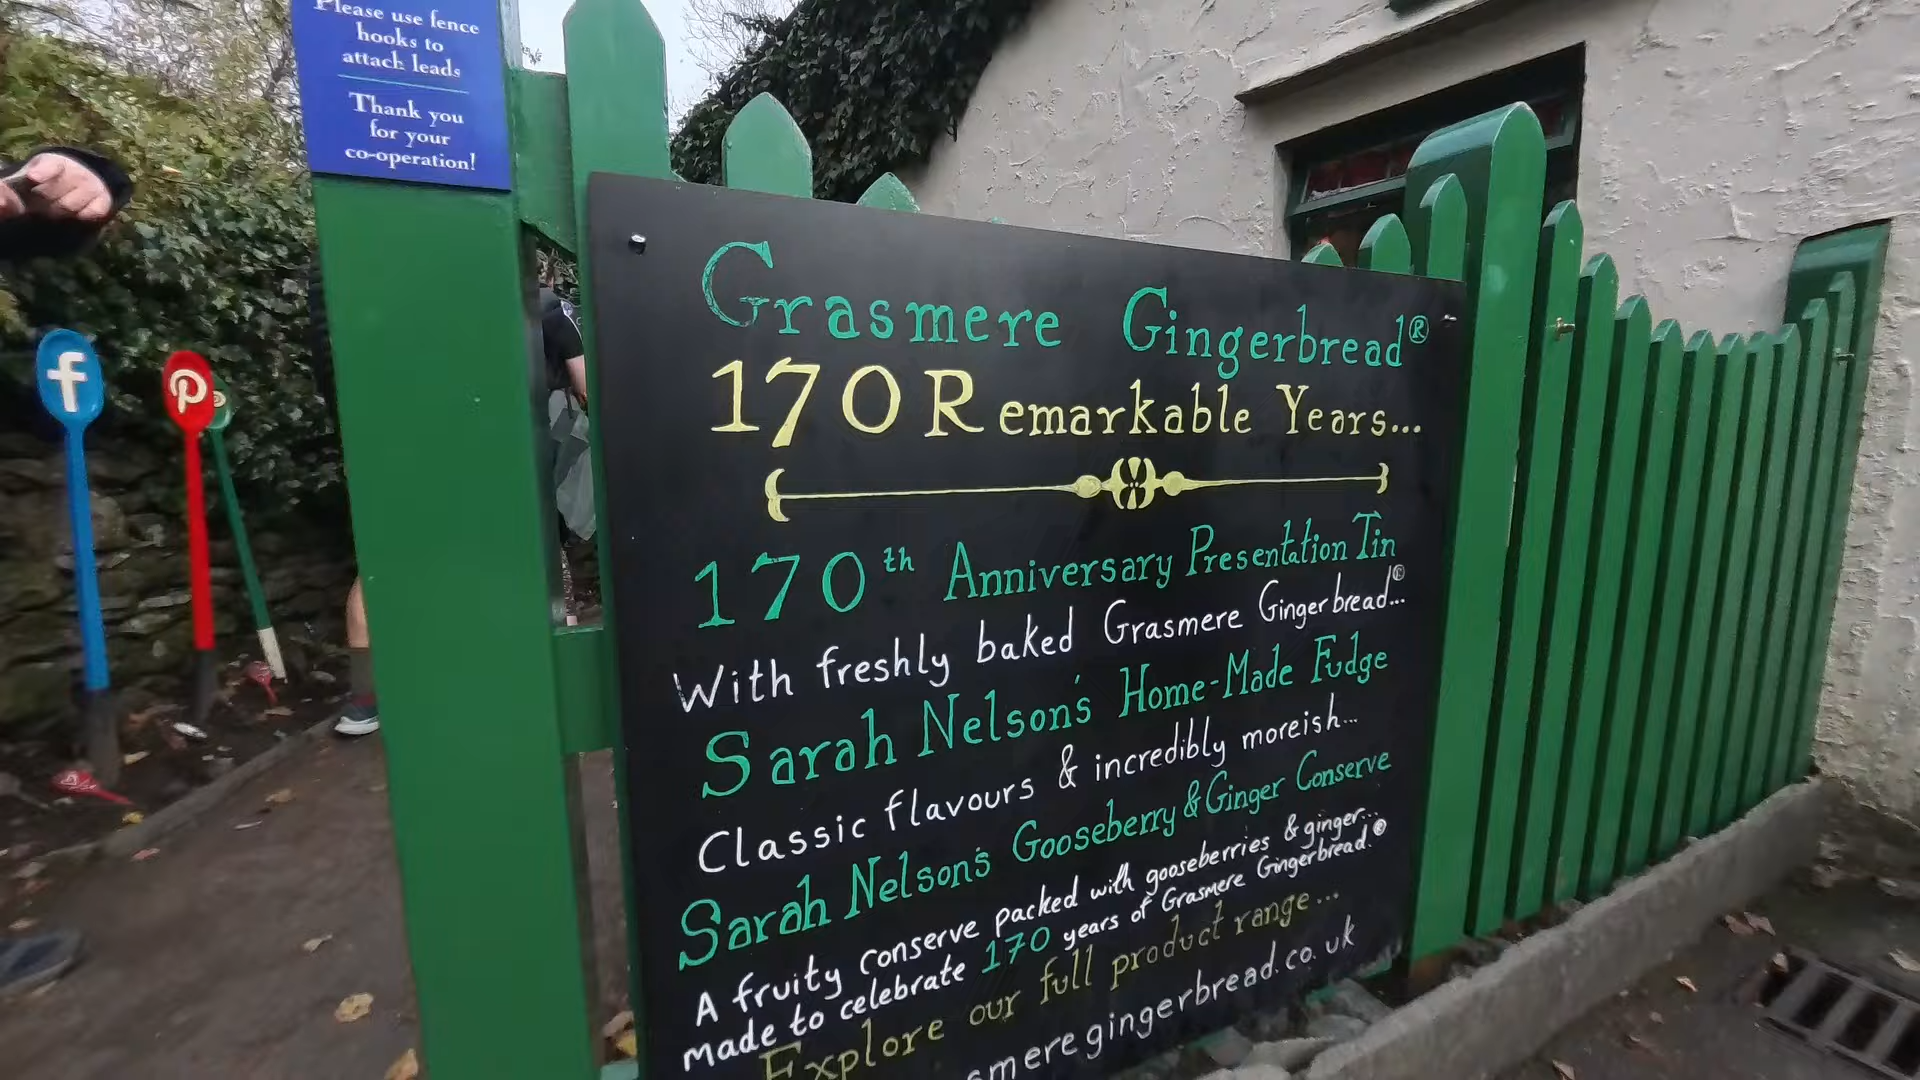 Please use fence
hooks to
attach leads
Thank you
for your
co-operation!
f
Grasmere Gingerbread®
170 Remarkable Years...
170th Anniversary Presentation Tin
With freshly baked Grasmere Gingerbread®...
Sarah Nelson's Home-Made Fudge
Classic flavours & incredibly moreish...
Sarah Nelson's Gooseberry & Ginger Conserve
A fruity conserve packed with gooseberries & ginger...
made to celebrate 170 years of Grasmere Gingerbread.®
Explore our full product range...
smeregingerbread.co.uk